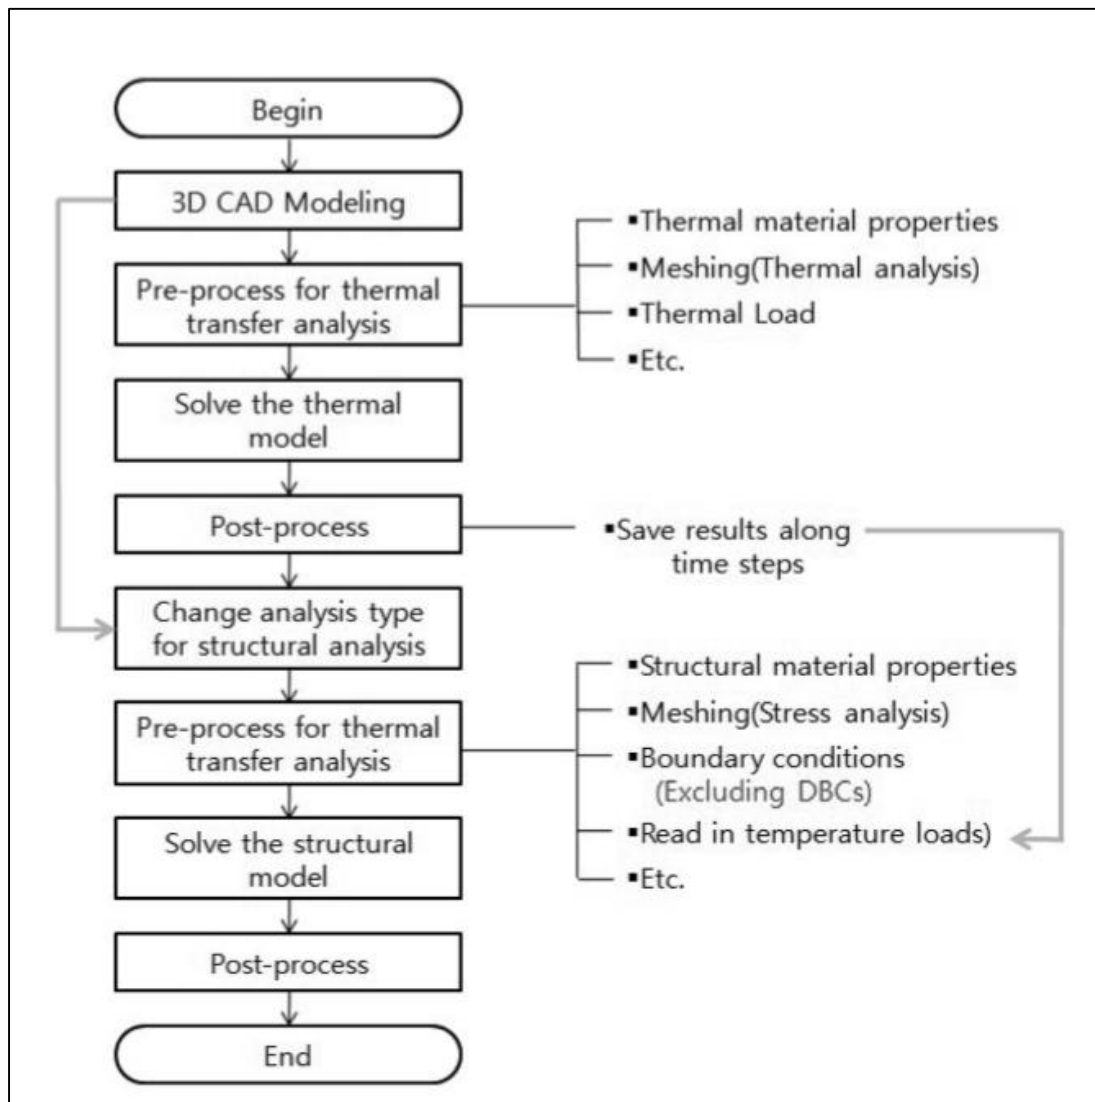 Begin
3D CAD Modeling
Pre-process for thermal
transfer analysis
▪Thermal material properties
▪Meshing(Thermal analysis)
▪Thermal Load
▪Etc.
Solve the thermal
model
Post-process
▪Save results along
time steps
Change analysis type
for structural analysis
Pre-process for thermal
transfer analysis
▪Structural material properties
▪Meshing(Stress analysis)
▪Boundary conditions
(Excluding DBCs)
▪Read in temperature loads)
▪Etc.
Solve the structural
model
Post-process
End